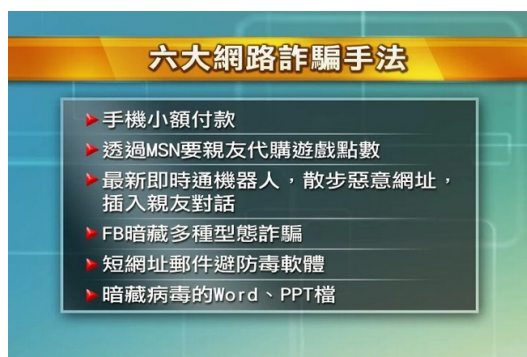 六大網路詐騙手法
手機小額付款
透過MSN要親友代購遊戲點數
最新即時通機器人，散步惡意網址，
插入親友對話
FB暗藏多種型態詐騙
短網址郵件避防毒軟體
暗藏病毒的Word、PPT檔